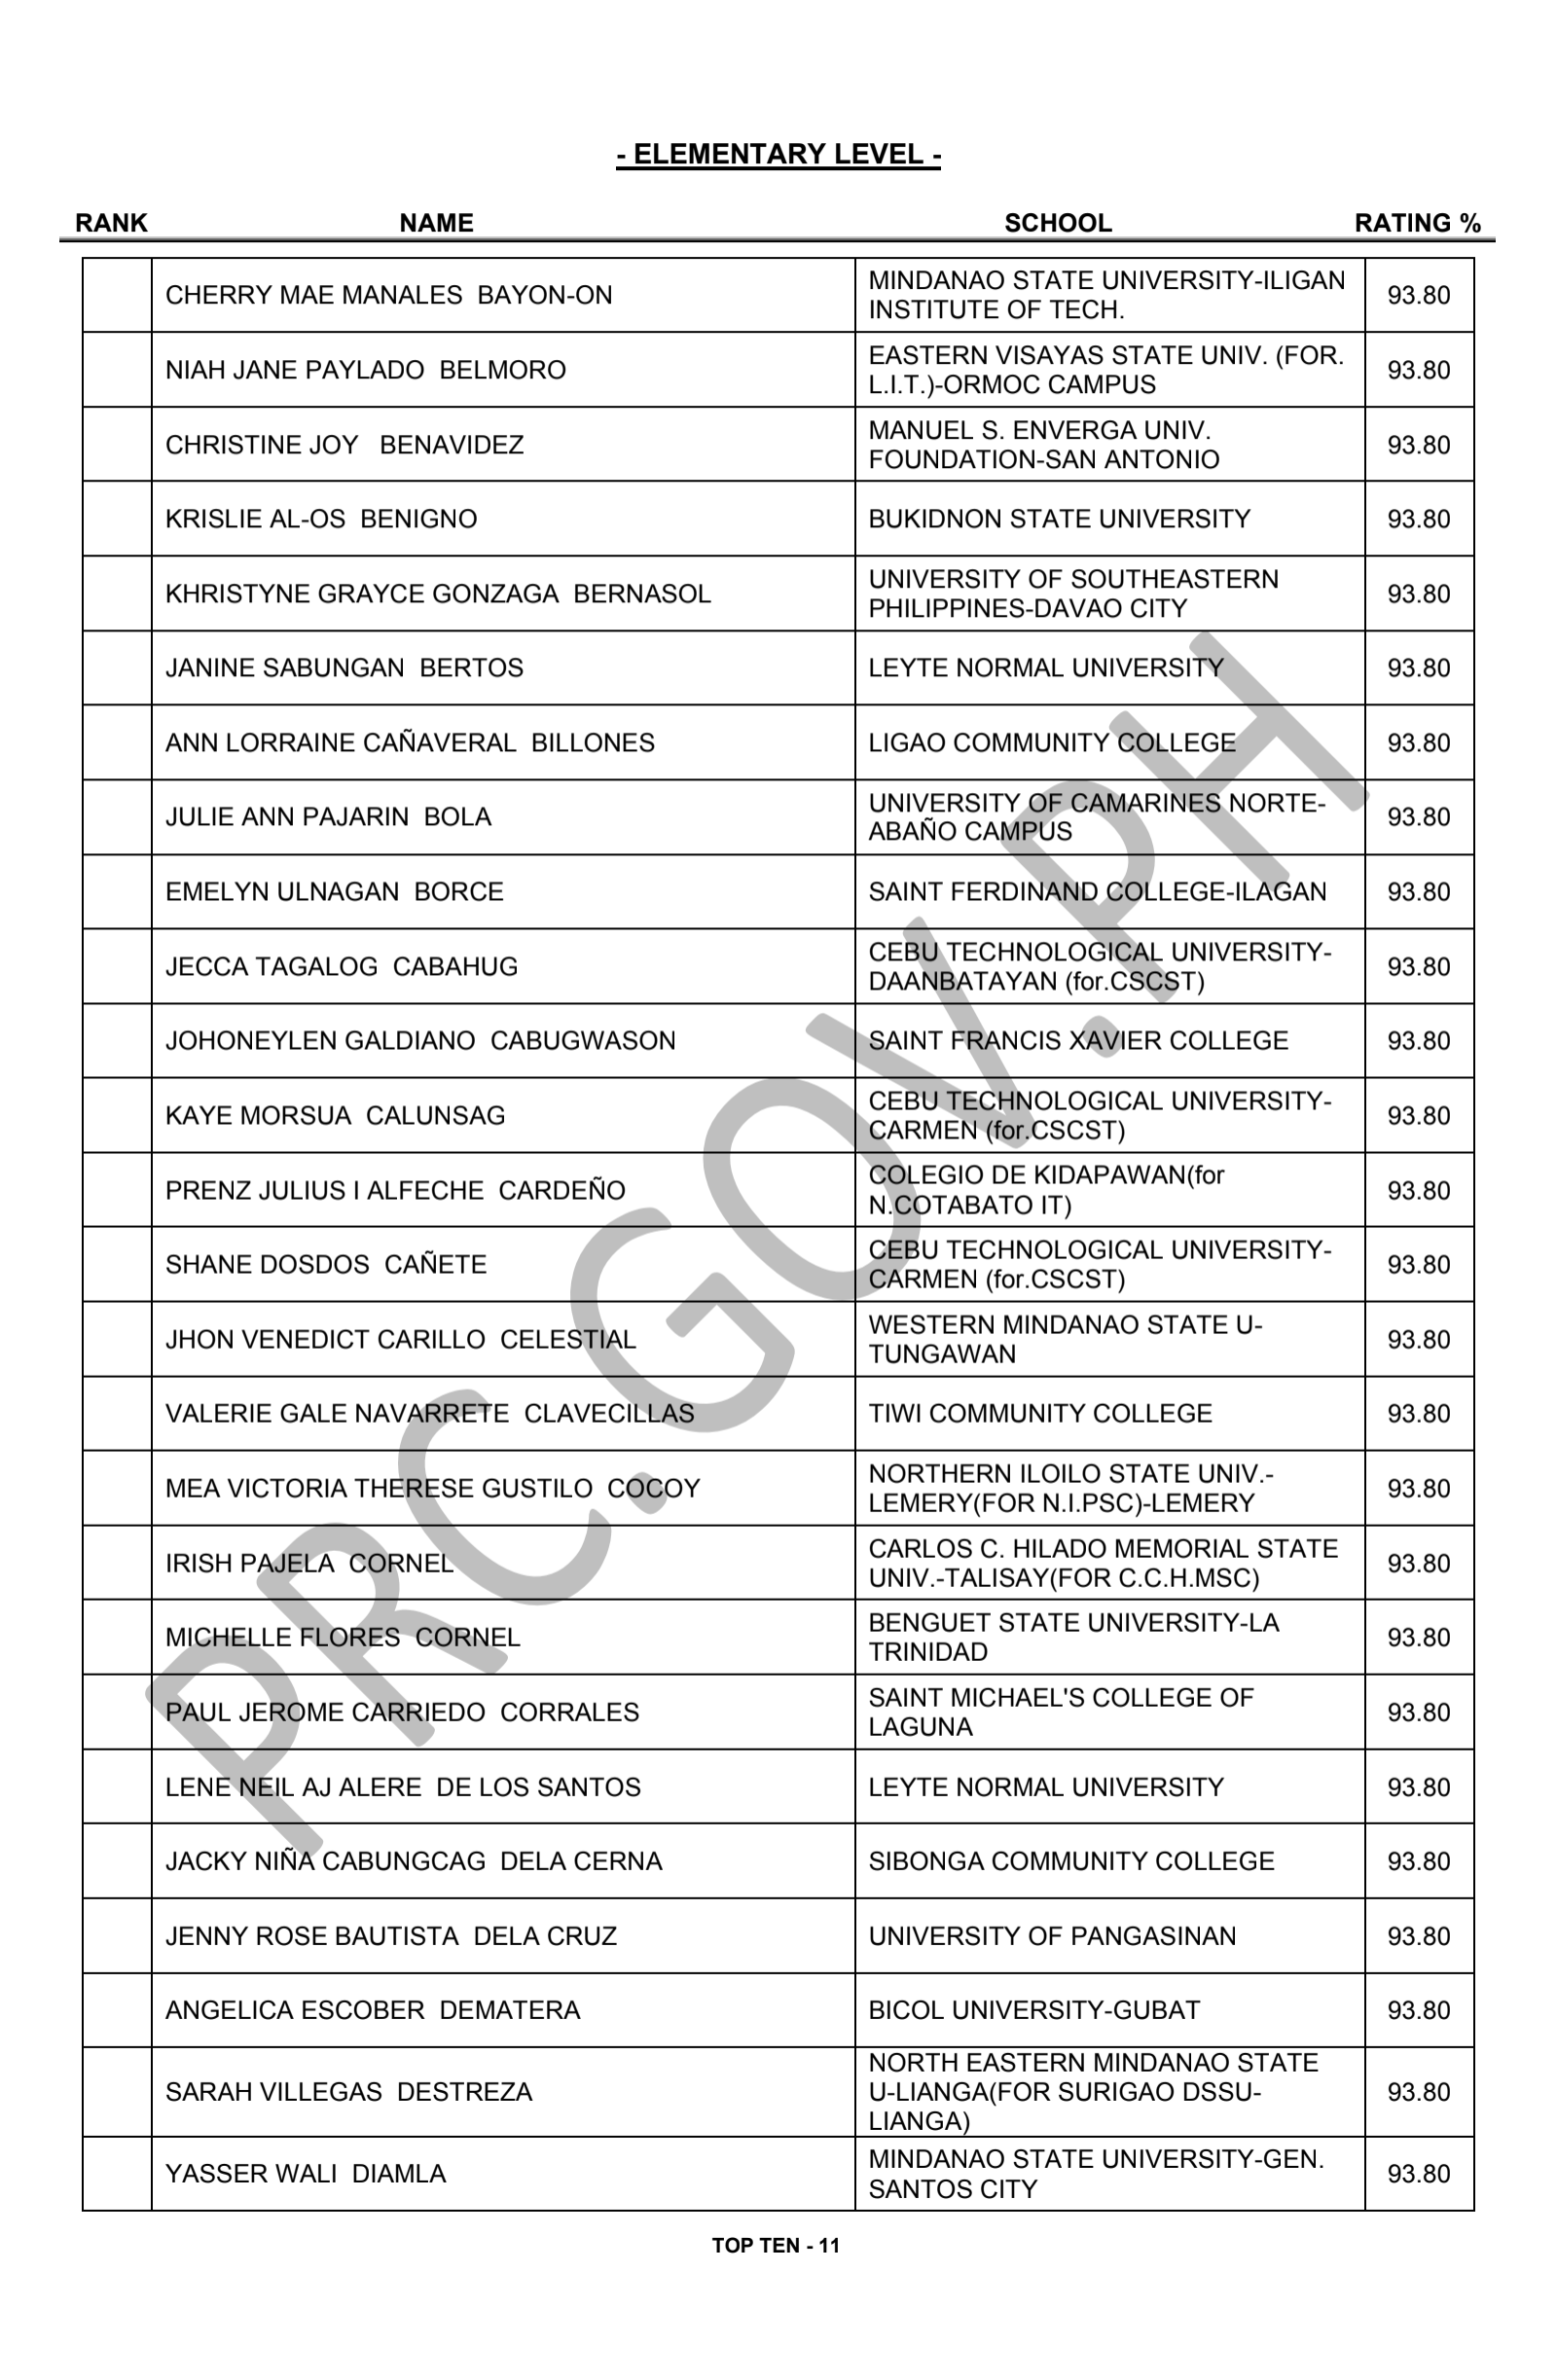 - ELEMENTARY LEVEL -
RANK NAME SCHOOL RATING %
CHERRY MAE MANALES BAYON-ON MINDANAO STATE UNIVERSITY-ILIGAN
INSTITUTE OF TECH. 93.80
NIAH JANE PAYLADO BELMORO EASTERN VISAYAS STATE UNIV. (FOR.
L.I.T.)-ORMOC CAMPUS 93.80
CHRISTINE JOY BENAVIDEZ MANUEL S. ENVERGA UNIV.
FOUNDATION-SAN ANTONIO 93.80
KRISLIE AL-OS BENIGNO BUKIDNON STATE UNIVERSITY 93.80
KHRISTYNE GRAYCE GONZAGA BERNASOL UNIVERSITY OF SOUTHEASTERN
PHILIPPINES-DAVAO CITY 93.80
JANINE SABUNGAN BERTOS LEYTE NORMAL UNIVERSITY 93.80
ANN LORRAINE CAÑAVERAL BILLONES LIGAO COMMUNITY COLLEGE 93.80
JULIE ANN PAJARIN BOLA UNIVERSITY OF CAMARINES NORTE-
ABAÑO CAMPUS 93.80
EMELYN ULNAGAN BORCE SAINT FERDINAND COLLEGE-ILAGAN 93.80
JECCA TAGALOG CABAHUG CEBU TECHNOLOGICAL UNIVERSITY-
DAANBATAYAN (for.CSCST) 93.80
JOHONEYLEN GALDIANO CABUGWASON SAINT FRANCIS XAVIER COLLEGE 93.80
KAYE MORSUA CALUNSAG CEBU TECHNOLOGICAL UNIVERSITY-
CARMEN (for.CSCST) 93.80
PRENZ JULIUS I ALFECHE CARDEÑO COLEGIO DE KIDAPAWAN(for
N.COTABATO IT) 93.80
SHANE DOSDOS CAÑETE CEBU TECHNOLOGICAL UNIVERSITY-
CARMEN (for.CSCST) 93.80
JHON VENEDICT CARILLO CELESTIAL WESTERN MINDANAO STATE U-
TUNGAWAN 93.80
VALERIE GALE NAVARRETE CLAVECILLAS TIWI COMMUNITY COLLEGE 93.80
MEA VICTORIA THERESE GUSTILO COCOY NORTHERN ILOILO STATE UNIV.-
LEMERY(FOR N.I.PSC)-LEMERY 93.80
IRISH PAJELA CORNEL CARLOS C. HILADO MEMORIAL STATE
UNIV.-TALISAY(FOR C.C.H.MSC) 93.80
MICHELLE FLORES CORNEL BENGUET STATE UNIVERSITY-LA
TRINIDAD 93.80
PAUL JEROME CARRIEDO CORRALES SAINT MICHAEL'S COLLEGE OF
LAGUNA 93.80
LENE NEIL AJ ALERE DE LOS SANTOS LEYTE NORMAL UNIVERSITY 93.80
JACKY NIÑA CABUNGCAG DELA CERNA SIBONGA COMMUNITY COLLEGE 93.80
JENNY ROSE BAUTISTA DELA CRUZ UNIVERSITY OF PANGASINAN 93.80
ANGELICA ESCOBER DEMATERA BICOL UNIVERSITY-GUBAT 93.80
SARAH VILLEGAS DESTREZA NORTH EASTERN MINDANAO STATE
U-LIANGA(FOR SURIGAO DSSU-
LIANGA) 93.80
YASSER WALI DIAMLA MINDANAO STATE UNIVERSITY-GEN.
SANTOS CITY 93.80
TOP TEN - 11
PRC.GOV.PH